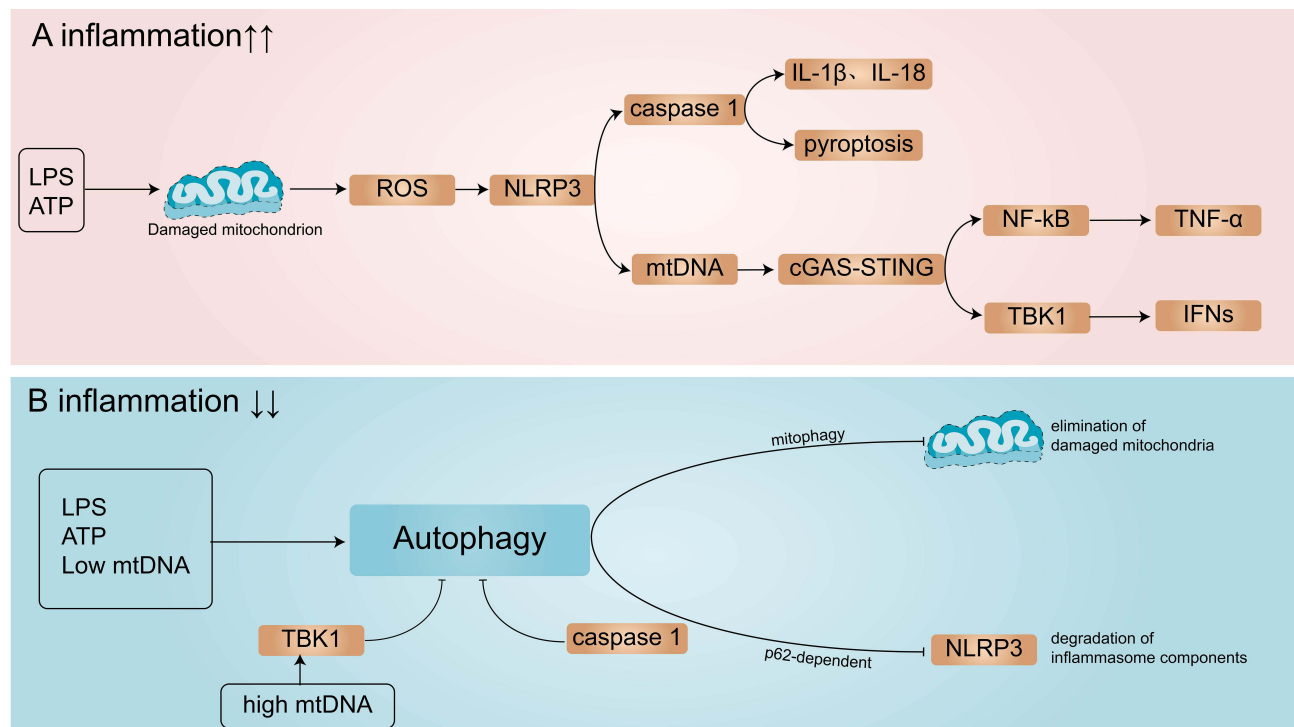 A inflammation↑↑
IL-1β、IL-18
caspase 1
pyroptosis
LPS
ATP
Damaged mitochondrion
ROS
NLRP3
NF-kB
TNF-α
mtDNA
cGAS-STING
TBK1
IFNs
B inflammation ↓↓
mitophagy
elimination of
damaged mitochondria
LPS
ATP
Low mtDNA
Autophagy
TBK1
caspase 1
p62-dependent
NLRP3
degradation of
inflammasome components
high mtDNA